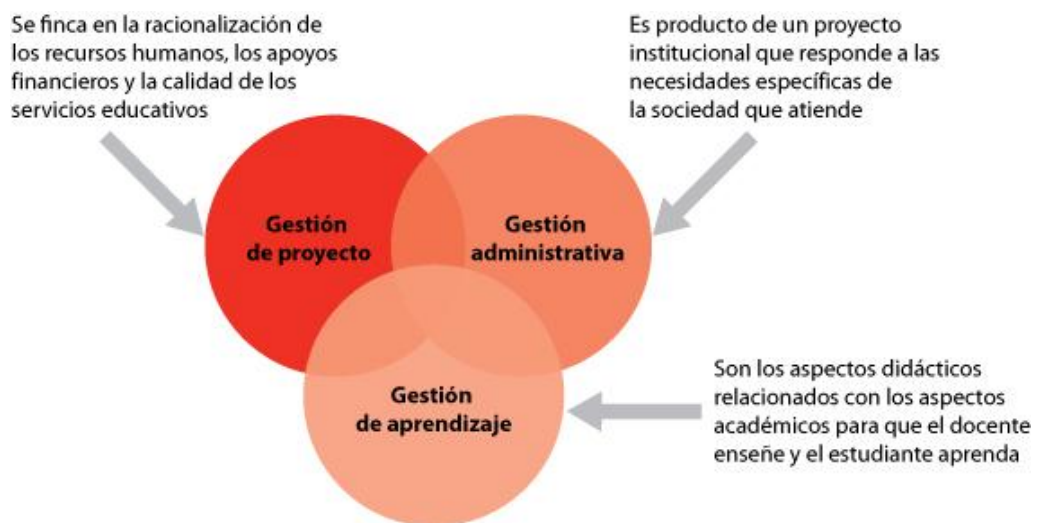 Se finca en la racionalización de
los recursos humanos, los apoyos
financieros y la calidad de los
servicios educativos
Es producto de un proyecto
institucional que responde a las
necesidades específicas de
la sociedad que atiende
Gestión
de proyecto
Gestión
administrativa
Gestión
de aprendizaje
Son los aspectos didácticos
relacionados con los aspectos
académicos para que el docente
enseñe y el estudiante aprenda